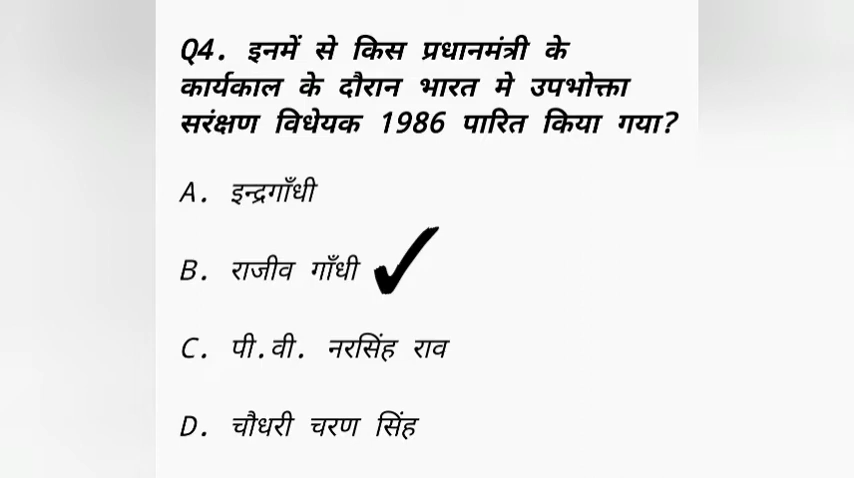 Q4. इनमें से किस प्रधानमंत्री के
कार्यकाल के दौरान भारत मे उपभोक्ता
सरंक्षण विधेयक 1986 पारित किया गया?
A. इन्द्रगाँधी
B. राजीव गाँधी
C. पी.वी. नरसिंह राव
D. चौधरी चरण सिंह